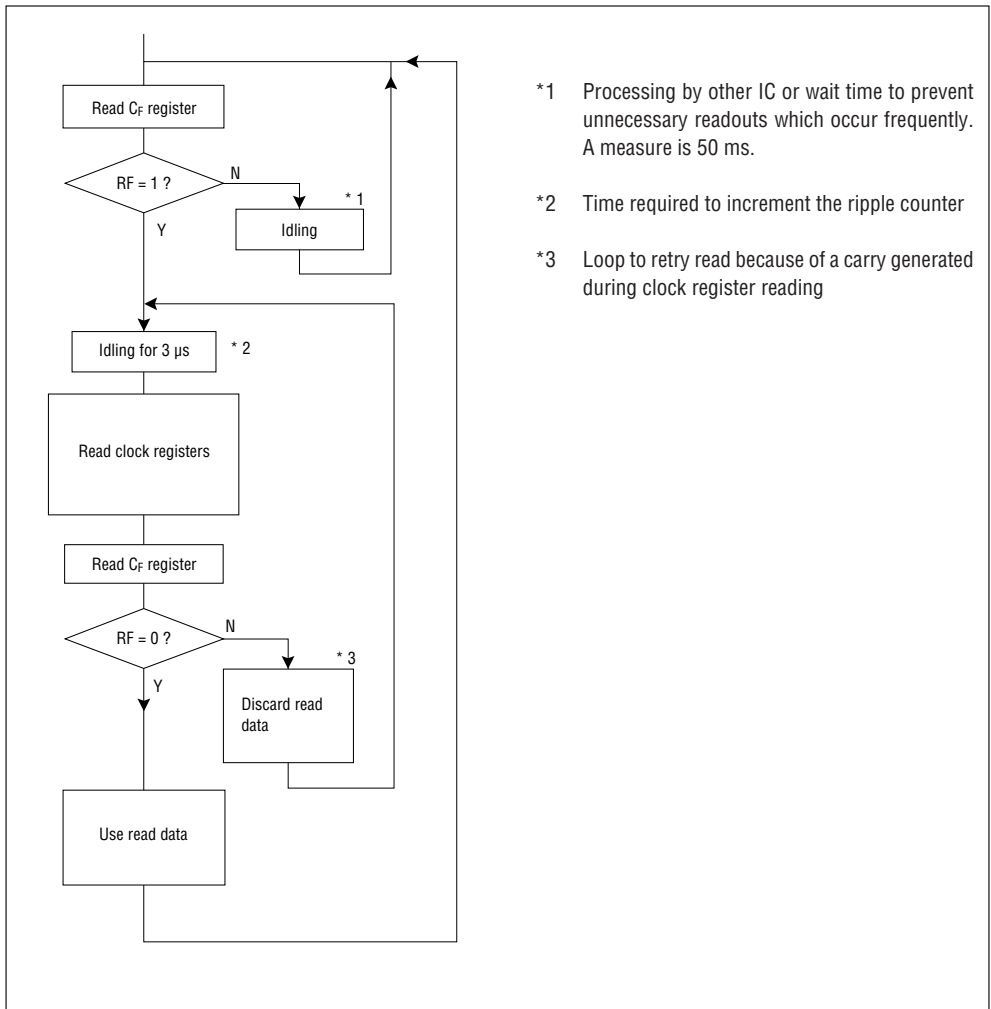 Read CF register
RF = 1 ?
N
Y
* 1
Idling
Idling for 3 µs
* 2
Read clock registers
Read CF register
RF = 0 ?
N
Y
* 3
Discard read
data
Use read data
*1 Processing by other IC or wait time to prevent
unnecessary readouts which occur frequently.
A measure is 50 ms.
*2 Time required to increment the ripple counter
*3 Loop to retry read because of a carry generated
during clock register reading